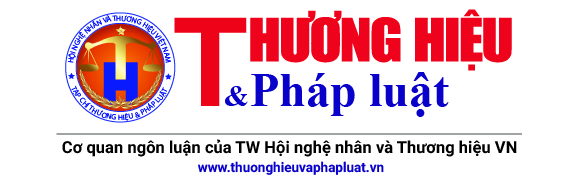 HỘI NGHỆ NHÂN VÀ THƯƠNG HIỆU VIỆT NAM
H
TẠP CHÍ THƯƠNG HIỆU & PHÁP LUẬT
THƯƠNG HIỆU
& Pháp luật
Cơ quan ngôn luận của TW Hội nghệ nhân và Thương hiệu VN
www.thuonghieuvaphapluat.vn